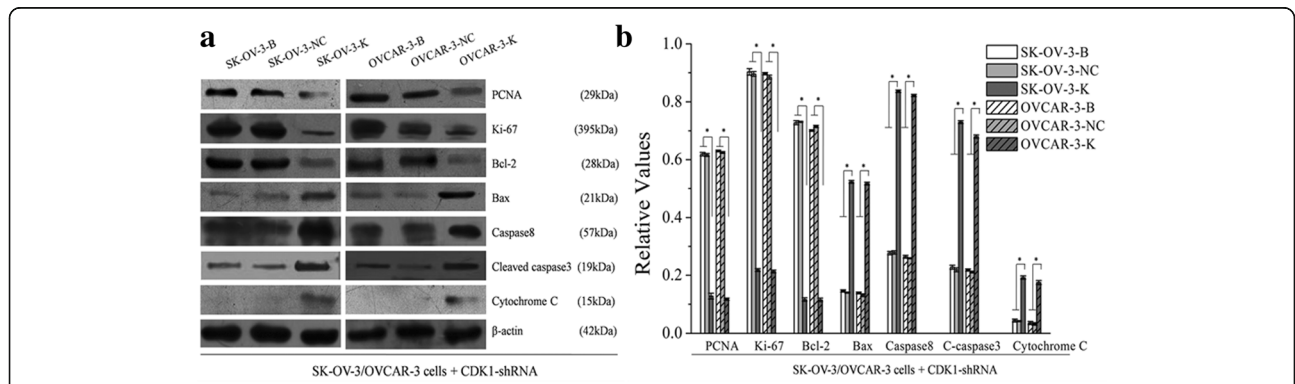 a
SK-OV-3-B SK-OV-3-NC SK-OV-3-K OVCAR-3-B OVCAR-3-NC OVCAR-3-K
PCNA (29kDa)
Ki-67 (395kDa)
Bcl-2 (28kDa)
Bax (21kDa)
Caspase8 (57kDa)
Cleaved caspase3 (19kDa)
Cytochrome C (15kDa)
β-actin (42kDa)
SK-OV-3/OVCAR-3 cells + CDK1-shRNA
b
Relative Values
1.0
0.8
0.6
0.4
0.2
0.0
* * * * * * * * * * * * * *
SK-OV-3-B
SK-OV-3-NC
SK-OV-3-K
OVCAR-3-B
OVCAR-3-NC
OVCAR-3-K
PCNA Ki-67 Bcl-2 Bax Caspase8 C-caspase3 Cytochrome C
SK-OV-3/OVCAR-3 cells + CDK1-shRNA